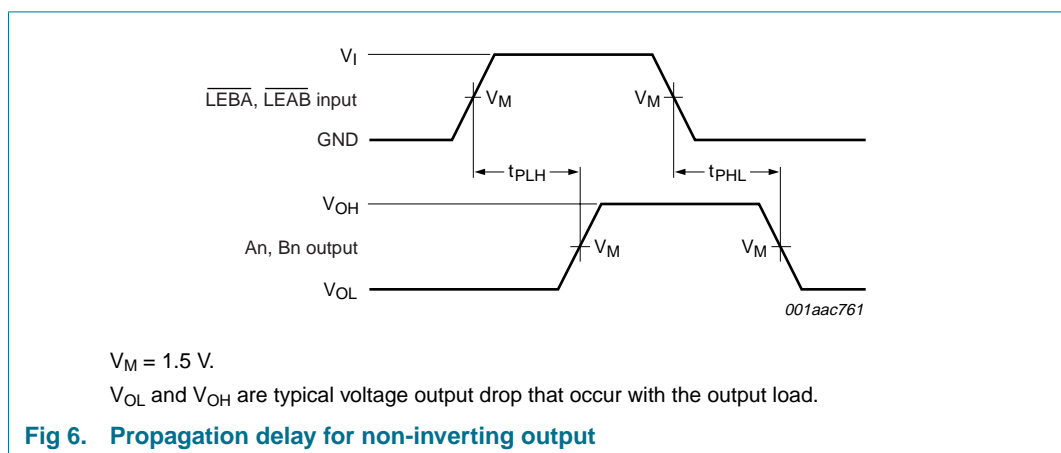 VI
LEBA, LEAB input
VM
VM
GND
tPLH
tPHL
VOH
An, Bn output
VM
VM
VOL
001aac761
VM = 1.5 V.
VOL and VOH are typical voltage output drop that occur with the output load.
Fig 6. Propagation delay for non-inverting output